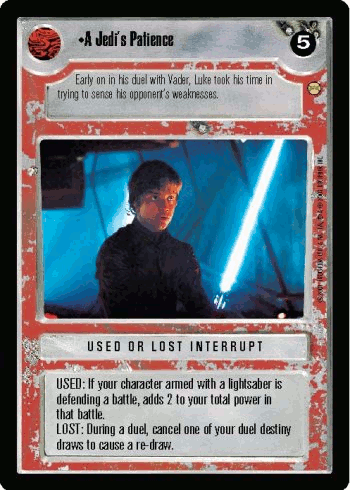 •A Jedi's Patience
5
Early on in his duel with Vader, Luke took his time in
trying to sense his opponent's weaknesses.
USED OR LOST INTERRUPT
USED: If your character armed with a lightsaber is
defending a battle, adds 2 to your total power in
that battle.
LOST: During a duel, cancel one of your duel destiny
draws to cause a re-draw.